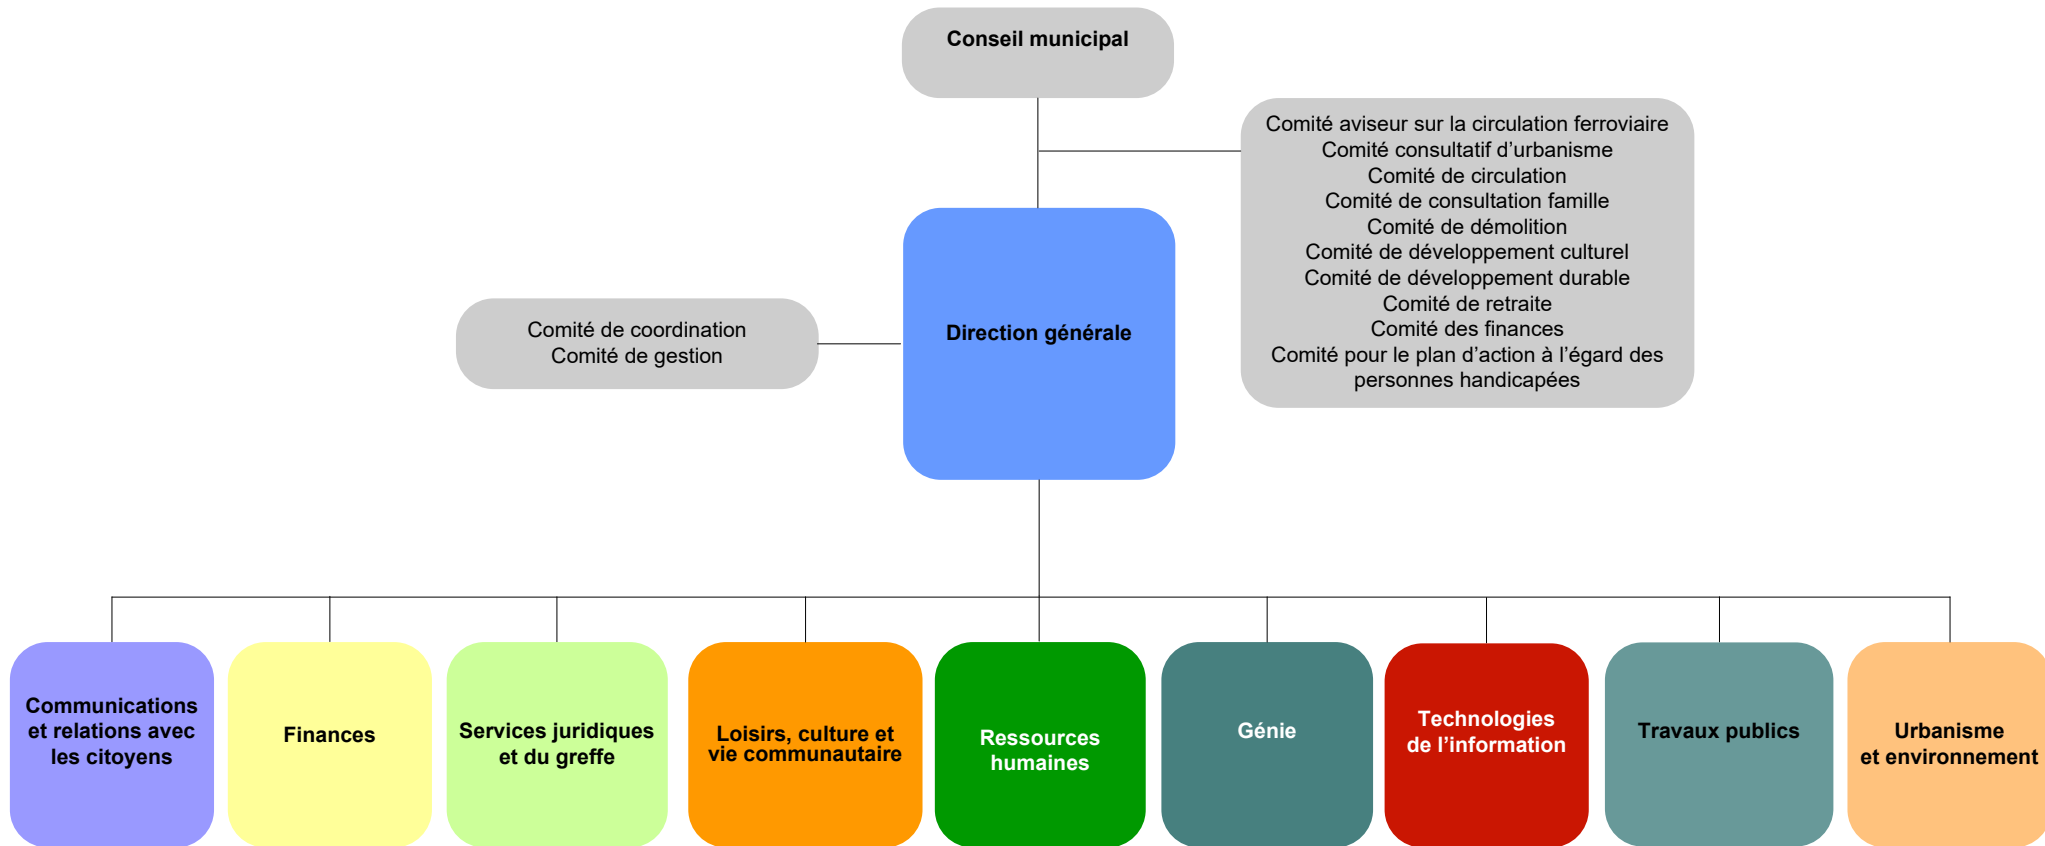 Conseil municipal
Comité aviseur sur la circulation ferroviaire
Comité consultatif d’urbanisme
Comité de circulation
Comité de consultation famille
Comité de démolition
Comité de développement culturel
Comité de développement durable
Comité de retraite
Comité des finances
Comité pour le plan d’action à l’égard des
personnes handicapées
Comité de coordination
Comité de gestion
Direction générale
Communications
et relations avec
les citoyens
Finances
Services juridiques
et du greffe
Loisirs, culture et
vie communautaire
Ressources
humaines
Génie
Technologies
de l’information
Travaux publics
Urbanisme
et environnement